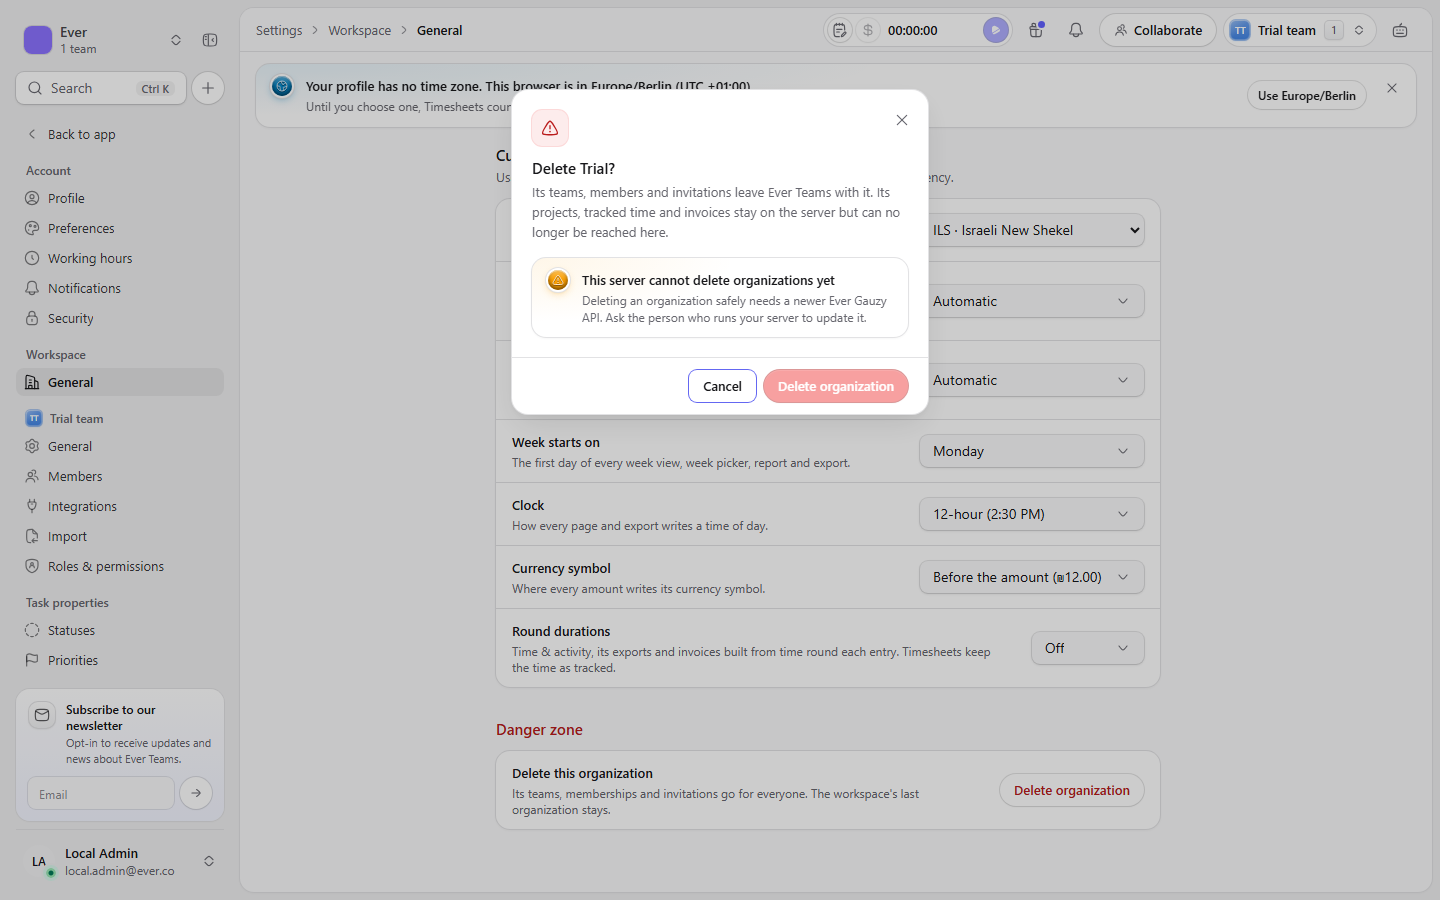 Ever
1 team
Search
Ctrl K
Back to app
Account
Profile
Preferences
Working hours
Notifications
Security
Workspace
General
TT Trial team
General
Members
Integrations
Import
Roles & permissions
Task properties
Statuses
Priorities
Subscribe to our
newsletter
Opt-in to receive updates and
news about Ever Teams.
Email
LA
Local Admin
local.admin@ever.co
Settings
Workspace
General
$
00:00:00
Collaborate
TT
Trial team
1
Your profile has no time zone. This browser is in Europe/Berlin (UTC +01:00)
Until you choose one, Timesheets cour
Use Europe/Berlin
Cu
Us
ency.
Delete Trial?
Its teams, members and invitations leave Ever Teams with it. Its
projects, tracked time and invoices stay on the server but can no
longer be reached here.
This server cannot delete organizations yet
Deleting an organization safely needs a newer Ever Gauzy
API. Ask the person who runs your server to update it.
Cancel
Delete organization
ILS · Israeli New Shekel
Automatic
Automatic
Week starts on
The first day of every week view, week picker, report and export.
Monday
Clock
How every page and export writes a time of day.
12-hour (2:30 PM)
Currency symbol
Where every amount writes its currency symbol.
Before the amount (₪12.00)
Round durations
Time & activity, its exports and invoices built from time round each entry. Timesheets keep
the time as tracked.
Off
Danger zone
Delete this organization
Its teams, memberships and invitations go for everyone. The workspace's last
organization stays.
Delete organization